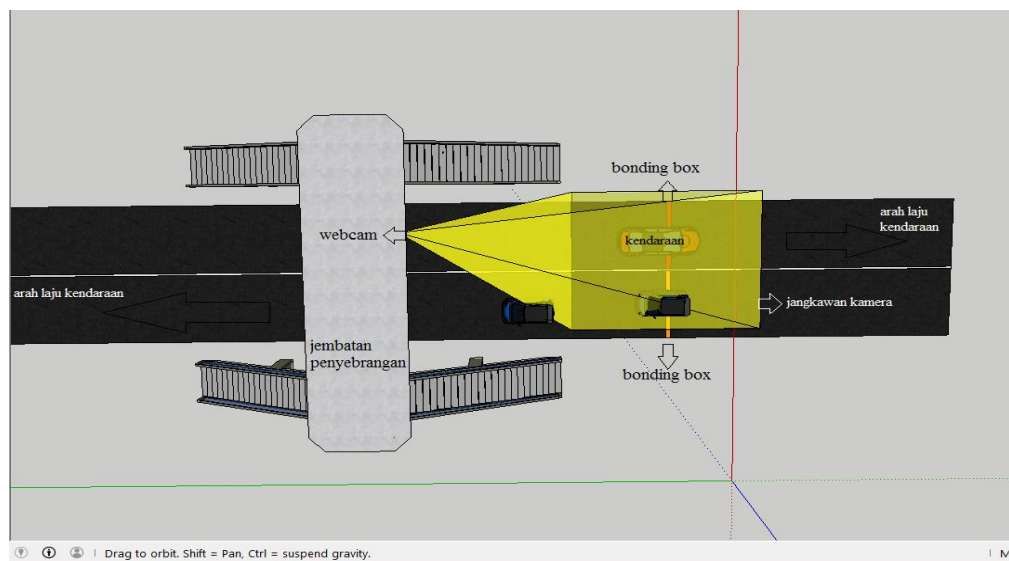 bonding box
arah laju
kendaraan
webcam
kendaraan
arah laju kendaraan
jangkawan kamera
jembatan
penyebrangan
bonding box
Drag to orbit. Shift = Pan, Ctrl = suspend gravity.
M